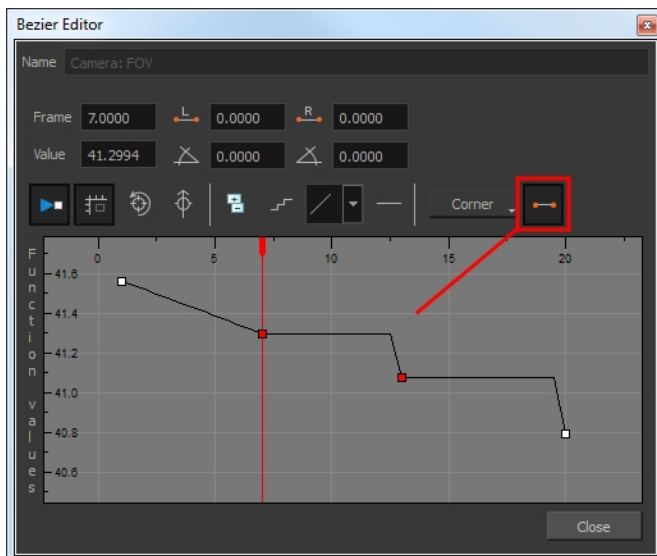 Bezier Editor
Name Camera: FOV
Frame 7.0000 L 0.0000 R 0.0000
Value 41.2994 0.0000 0.0000
Corner
Function values
0 5 10 15 20
41.6
41.4
41.2
41.0
40.8
40.6
Close